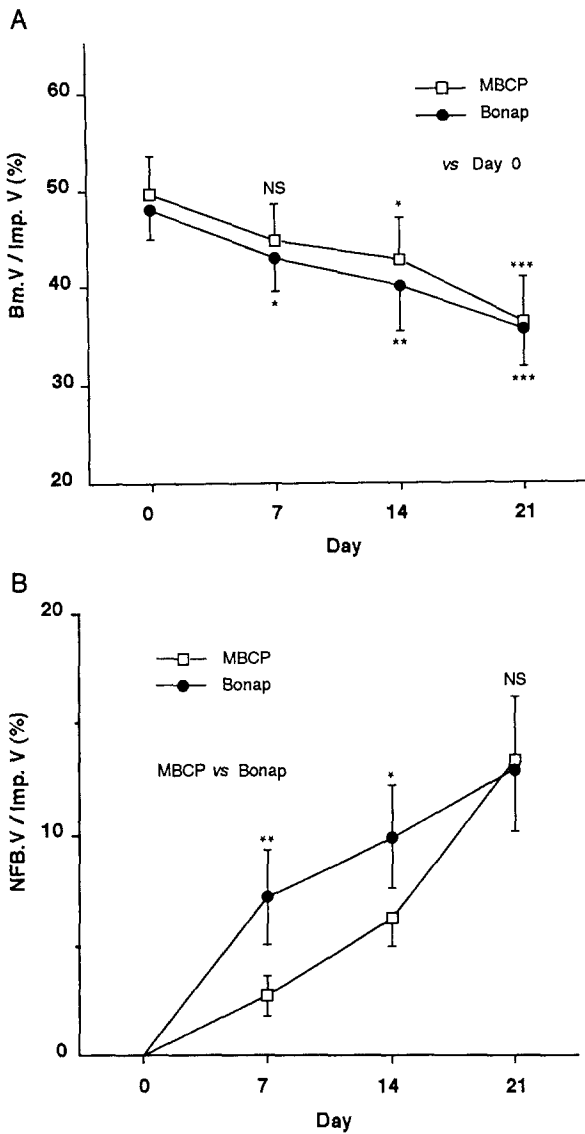 A
Bm.V / Imp. V (%)
60
50
40
30
20
MBCP
Bonap
vs Day 0
NS
*
*
**
***
***
0 7 14 21
Day
B
NFB.V / Imp. V (%)
20
10
0
MBCP
Bonap
MBCP vs Bonap
**
*
NS
0 7 14 21
Day